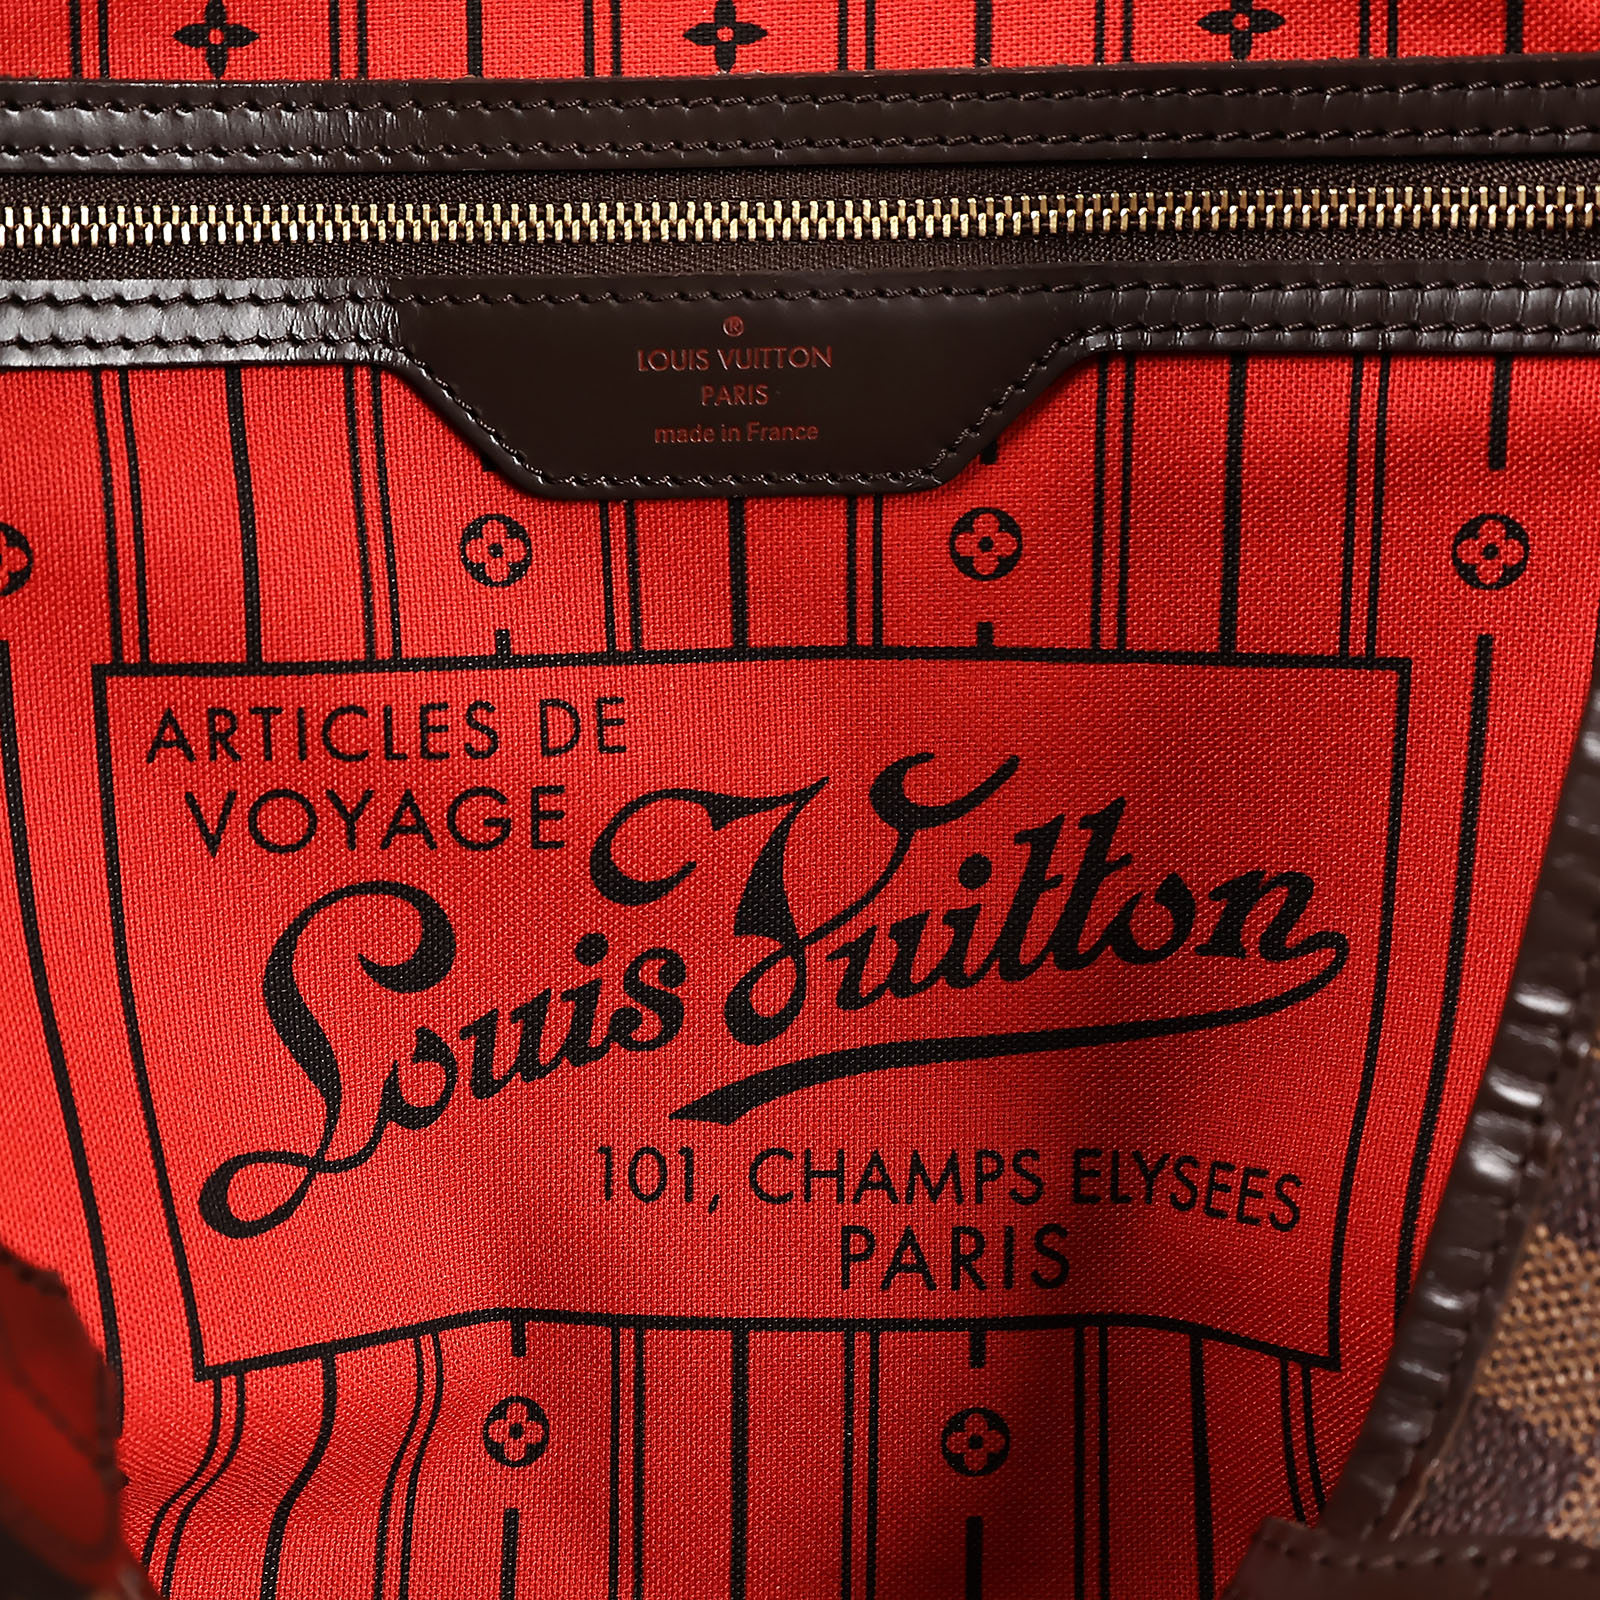 ®
LOUIS VUITTON
PARIS
made in France
ARTICLES DE
VOYAGE
Louis Vuitton
101, CHAMPS ELYSEES
PARIS